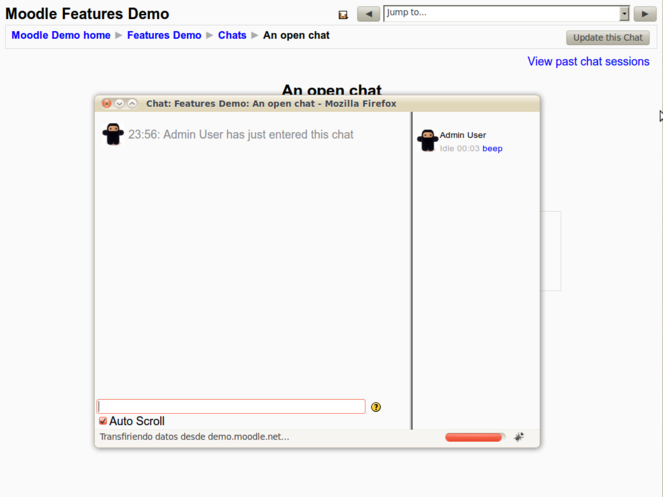 Moodle Features Demo
Jump to...
Moodle Demo home ► Features Demo ► Chats ► An open chat
Update this Chat
View past chat sessions
An open chat
Chat: Features Demo: An open chat - Mozilla Firefox
23:56: Admin User has just entered this chat
Admin User
Idle 00:03 beep
?
Auto Scroll
Transfiriendo datos desde demo.moodle.net...